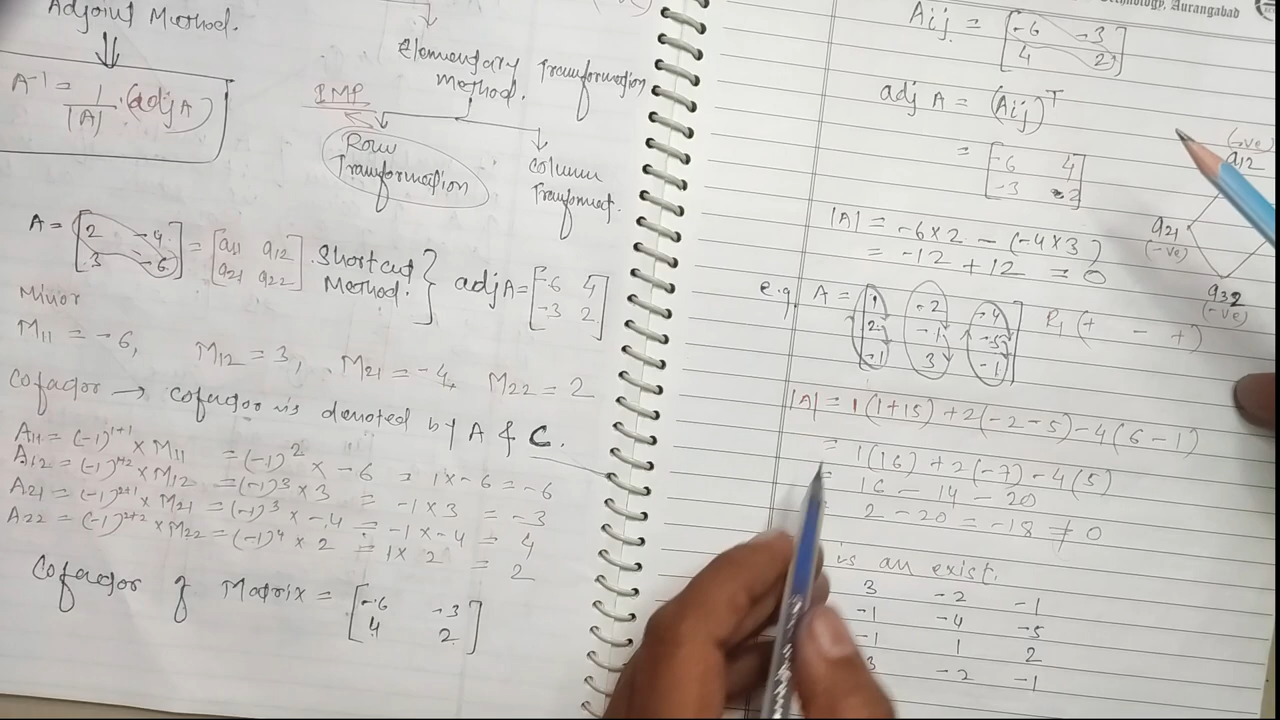 Adjoint Method.
A⁻¹ = 1/|A| · (adj A)
Elementary Transformation
Method.
IMP
Row
Transformation
Column
Transformat.
A = [2 -4; 3 -6] = [a11 a12; a21 a22] Shortcut Method. } adj A = [-6 4; -3 2]
Minor
M11 = -6, M12 = 3, M21 = -4, M22 = 2
Cofactor → cofactor is denoted by A & C.
A11 = (-1)¹⁺¹ × M11 = (-1)² × -6 = 1 × -6 = -6
A12 = (-1)¹⁺² × M12 = (-1)³ × 3 = -1 × 3 = -3
A21 = (-1)²⁺¹ × M21 = (-1)³ × -4 = -1 × -4 = 4
A22 = (-1)²⁺² × M22 = (-1)⁴ × 2 = 1 × 2 = 2
Cofactor of Matrix = [-6 -3; 4 2]
Technology, Aurangabad
Aij = [-6 -3; 4 2]
adj A = (Aij)ᵀ
= [-6 4; -3 2]
|A| = -6×2 - (-4×3)
= -12 + 12 = 0
(-ve)
a12
a21
(-ve)
a32
(-ve)
e.g. A = [1 -2 -4; 2 -1 -5; -1 3 -1] R1 (+ - +)
|A| = 1(1+15) +2(-2-5) -4(6-1)
= 1(16) +2(-7) -4(5)
= 16 - 14 - 20
2 - 20 = -18 ≠ 0
is an exist.
3 -2 -1
-1 -4 -5
-1 1 2
3 -2 -1